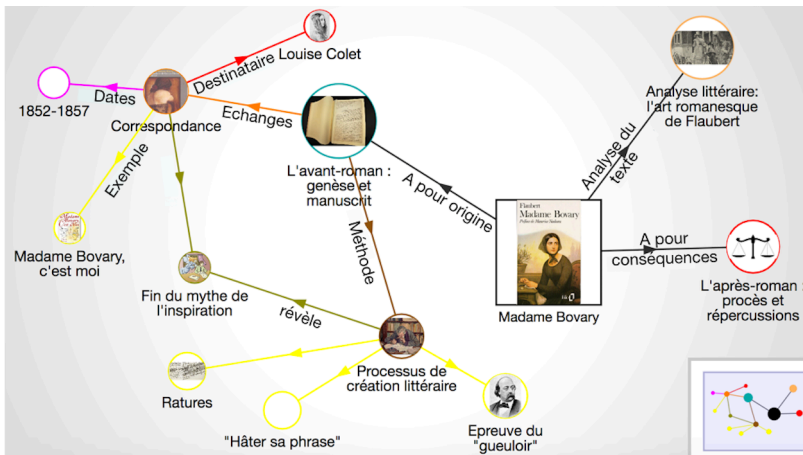 Destinataire
Louise Colet
Dates
1852-1857
Correspondance
Echanges
Exemple
Madame Bovary,
c'est moi
L'avant-roman :
genèse et
manuscrit
A pour origine
Méthode
Fin du mythe de
l'inspiration
révèle
Processus de
création littéraire
Ratures
"Hâter sa phrase"
Epreuve du
"gueuloir"
Flaubert
Madame Bovary
Madame Bovary
Analyse du
texte
Analyse littéraire:
l'art romanesque
de Flaubert
A pour
conséquences
L'après-roman :
procès et
répercussions